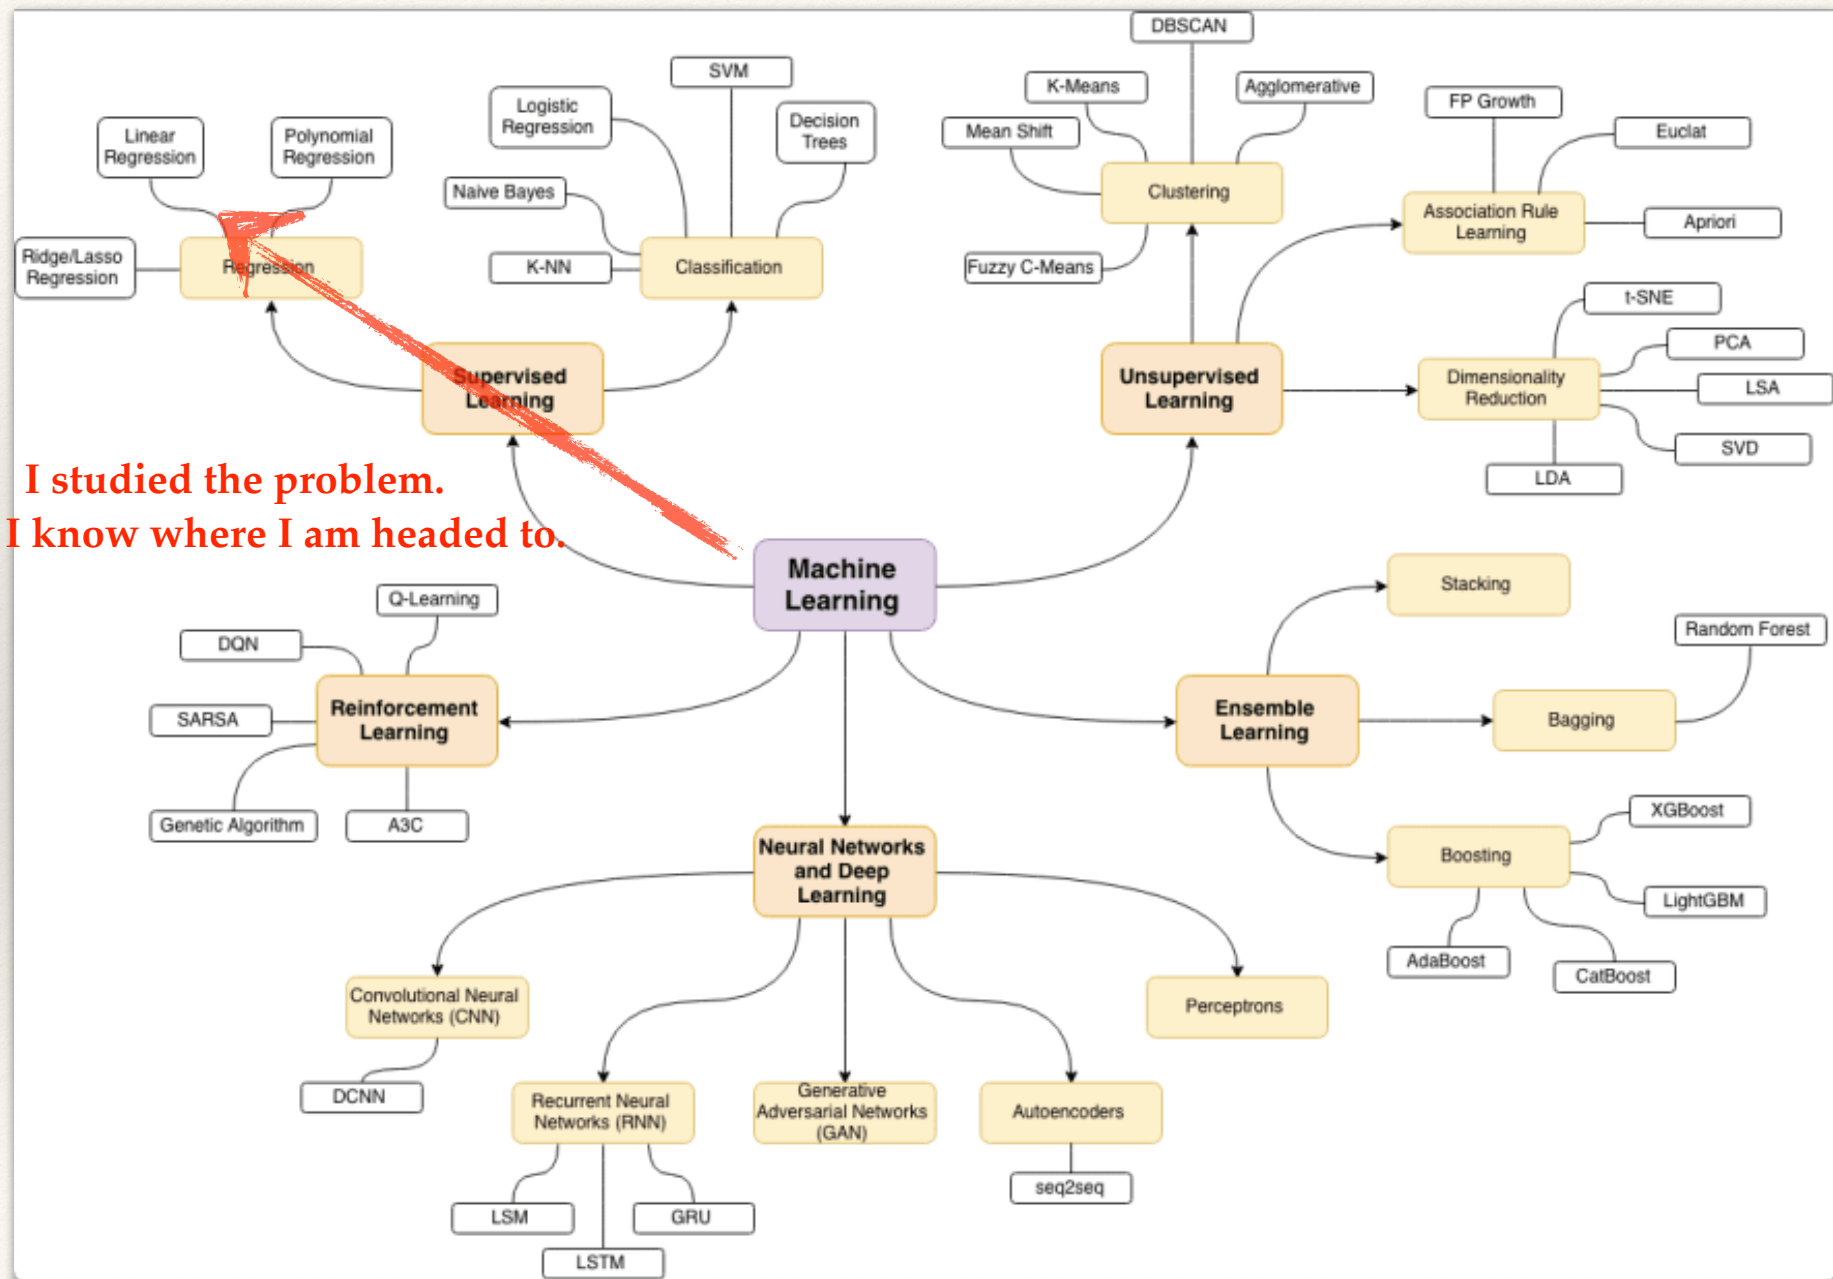 DBSCAN
SVM
K-Means
Agglomerative
FP Growth
Logistic
Regression
Linear
Regression
Polynomial
Regression
Decision
Trees
Mean Shift
Euclat
Naive Bayes
Clustering
Association Rule
Learning
Apriori
Ridge/Lasso
Regression
Regression
K-NN
Classification
Fuzzy C-Means
t-SNE
PCA
Supervised
Learning
Unsupervised
Learning
Dimensionality
Reduction
LSA
SVD
LDA
I studied the problem.
I know where I am headed to.
Machine
Learning
Stacking
Q-Learning
DQN
Random Forest
SARSA
Reinforcement
Learning
Ensemble
Learning
Bagging
Genetic Algorithm
A3C
XGBoost
Neural Networks
and Deep
Learning
Boosting
LightGBM
AdaBoost
CatBoost
Convolutional Neural
Networks (CNN)
Perceptrons
DCNN
Recurrent Neural
Networks (RNN)
Generative
Adversarial Networks
(GAN)
Autoencoders
seq2seq
LSM
GRU
LSTM